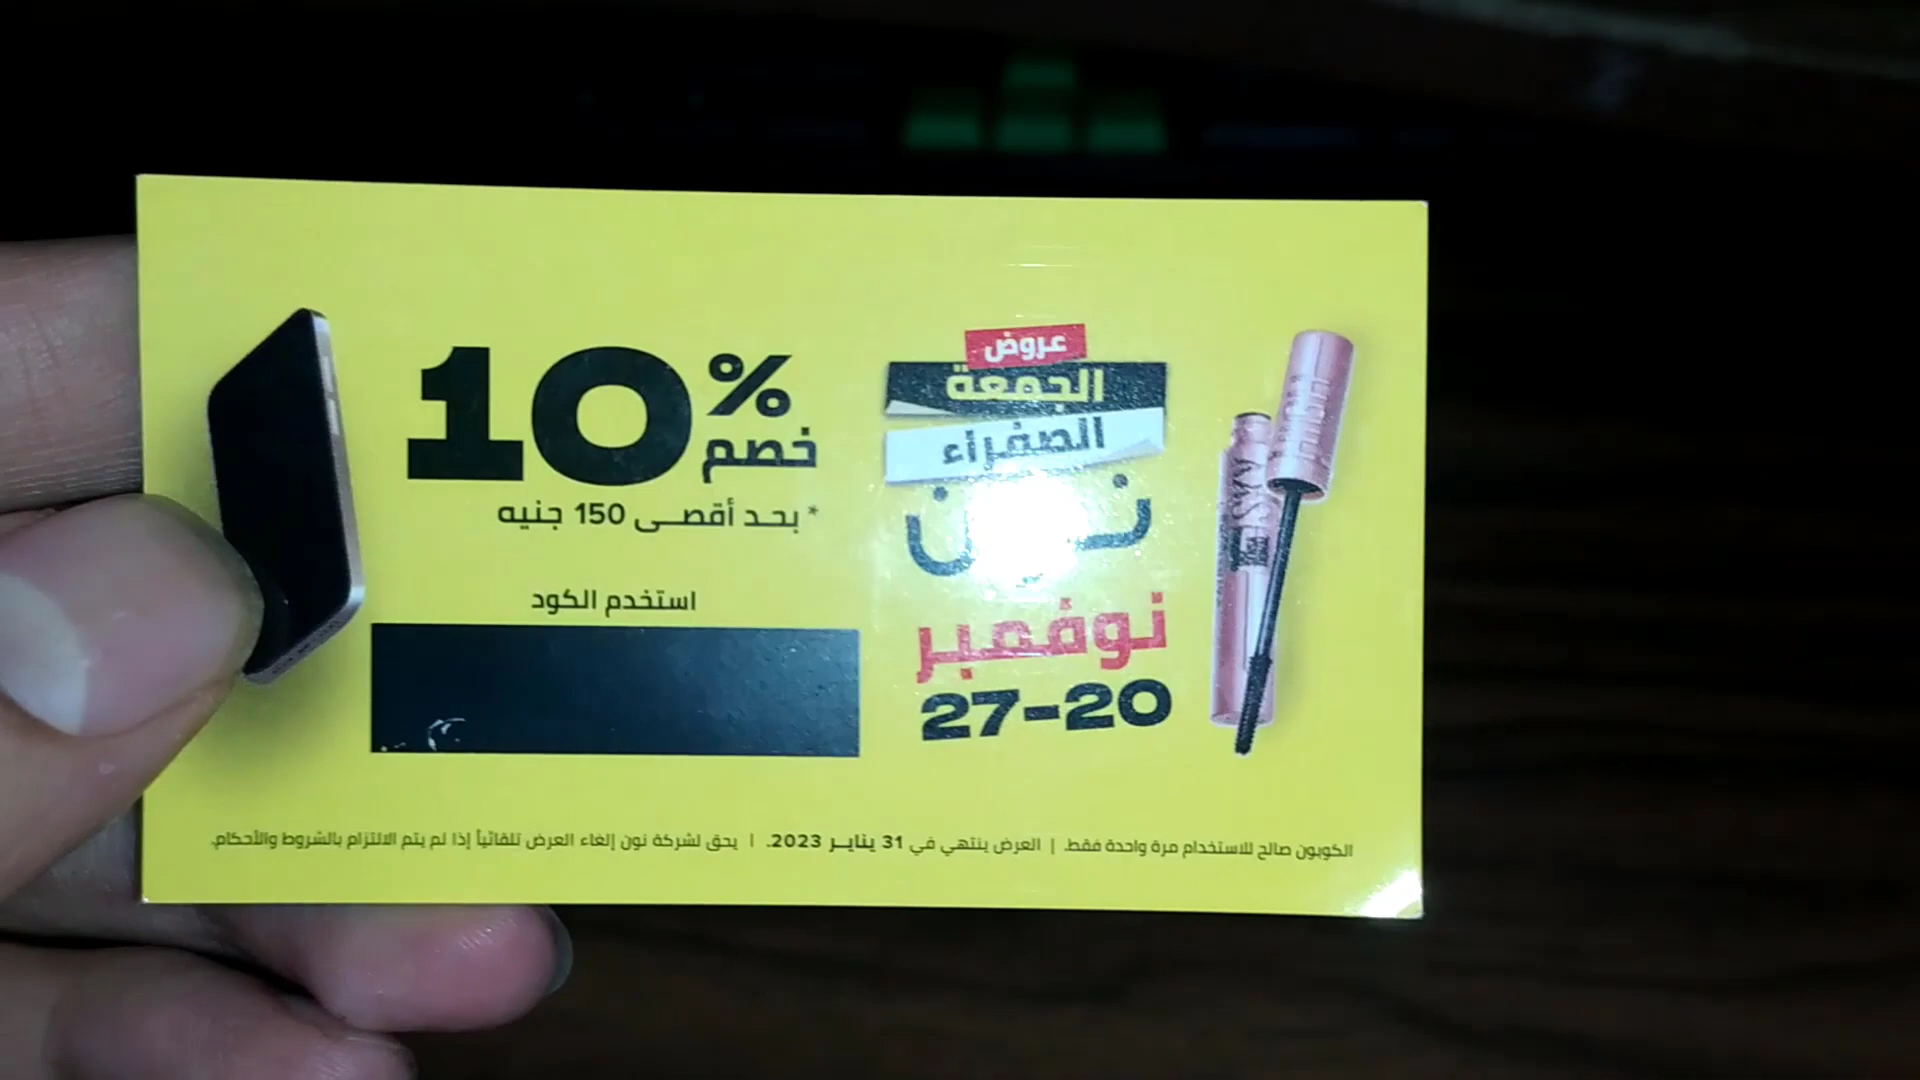 عروض
الجمعة
الصفراء
نون
نوفمبر
27-20
10%
خصم
* بحد أقصى 150 جنيه
استخدم الكود
الكوبون صالح للاستخدام مرة واحدة فقط. | العرض ينتهي في 31 يناير 2023. | يحق لشركة نون إلغاء العرض تلقائياً إذا لم يتم الالتزام بالشروط والأحكام.